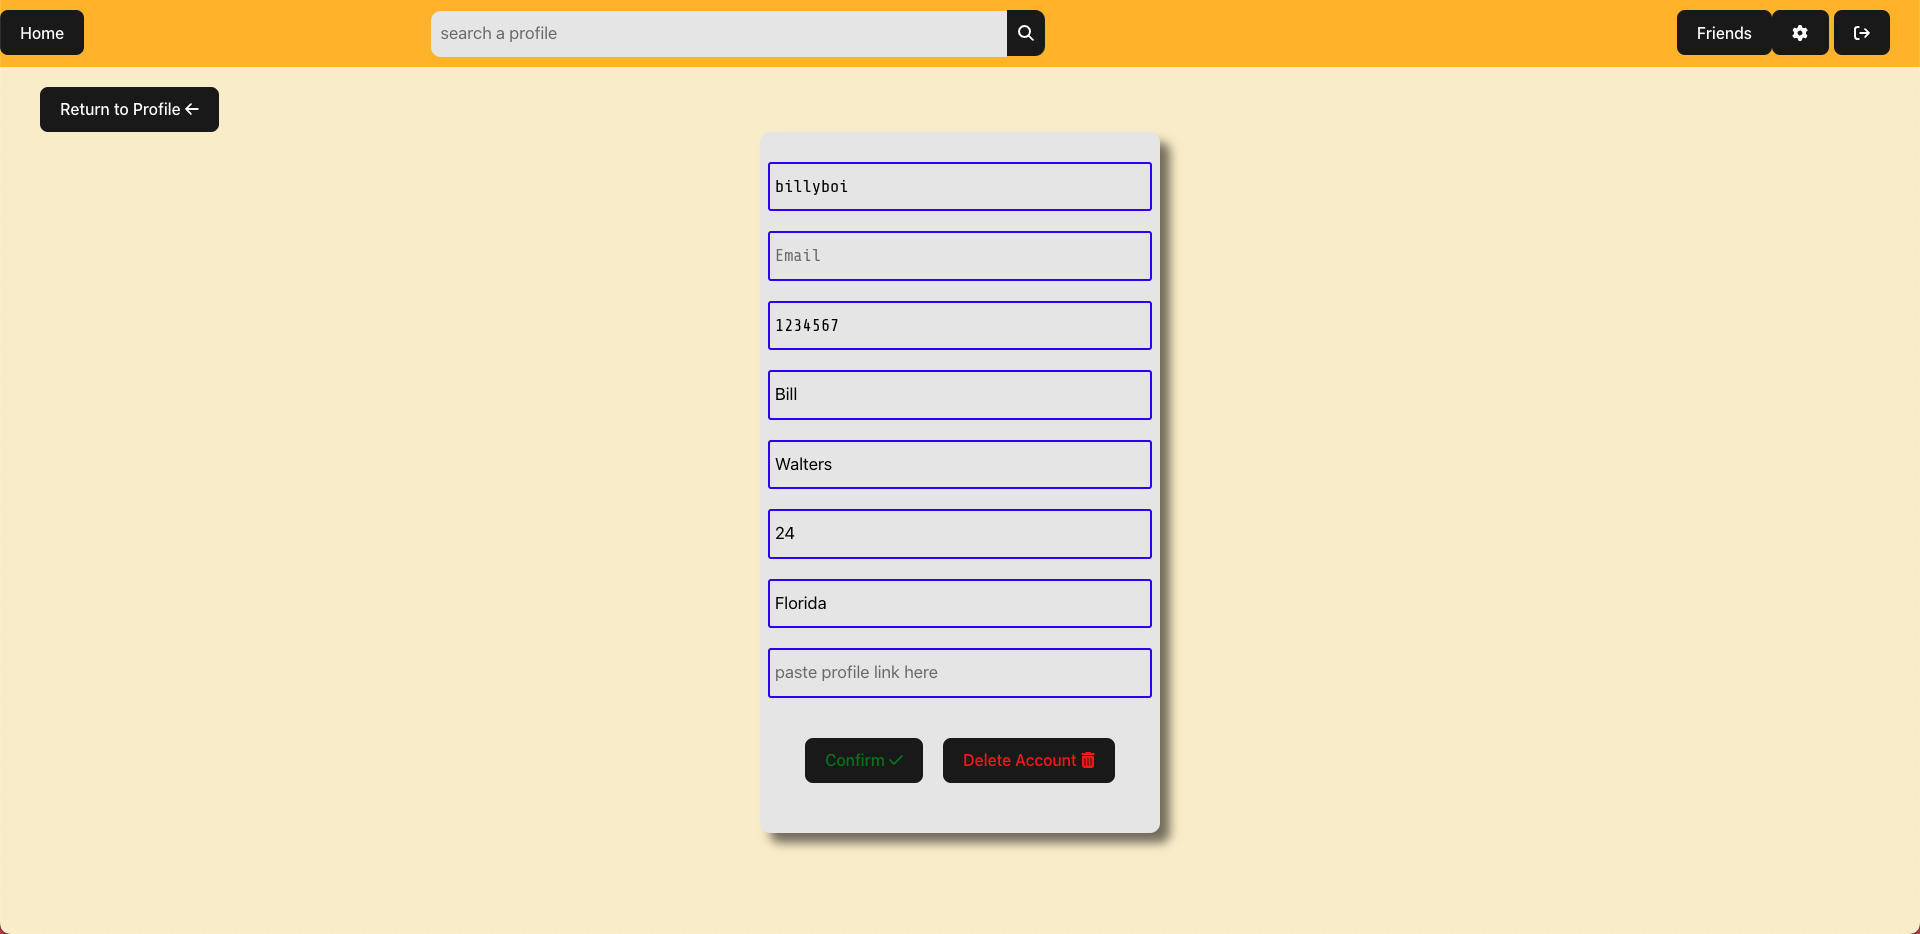 Home
search a profile
Friends
Return to Profile
billyboi
Email
1234567
Bill
Walters
24
Florida
paste profile link here
Confirm
Delete Account